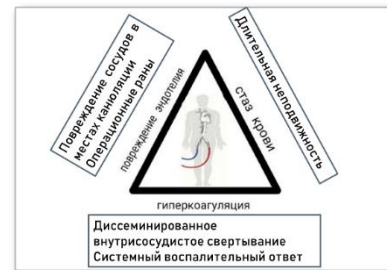 Повреждение сосудов в
местах канюляции
Операционные раны
повреждение эндотелия
Длительная неподвижность
стаз крови
гиперкоагуляция
Диссеминированное
внутрисосудистое свертывание
Системный воспалительный ответ